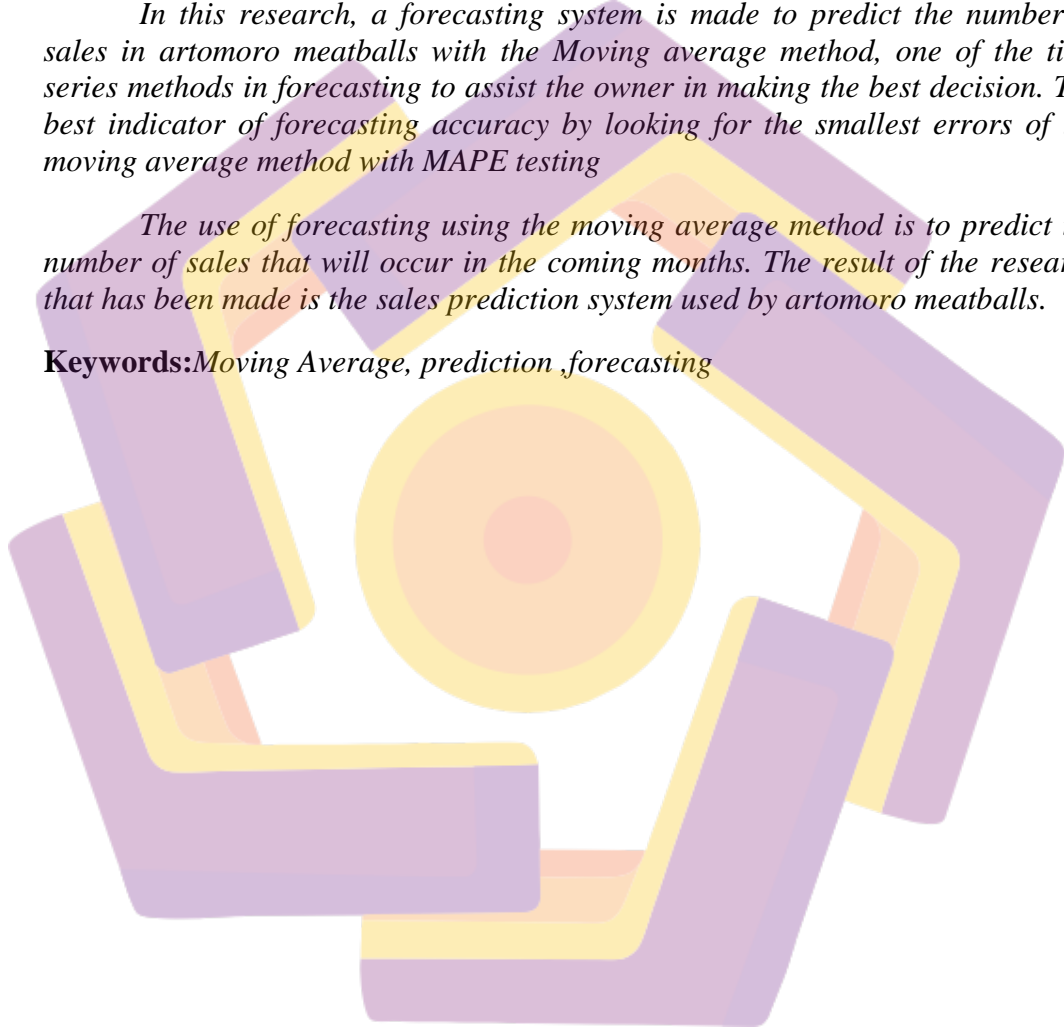 In this research, a forecasting system is made to predict the number
sales in artomoro meatballs with the Moving average method, one of the ti
series methods in forecasting to assist the owner in making the best decision. T
best indicator of forecasting accuracy by looking for the smallest errors of
moving average method with MAPE testing
The use of forecasting using the moving average method is to predict
number of sales that will occur in the coming months. The result of the resear
that has been made is the sales prediction system used by artomoro meatballs.
Keywords:Moving Average, prediction ,forecasting